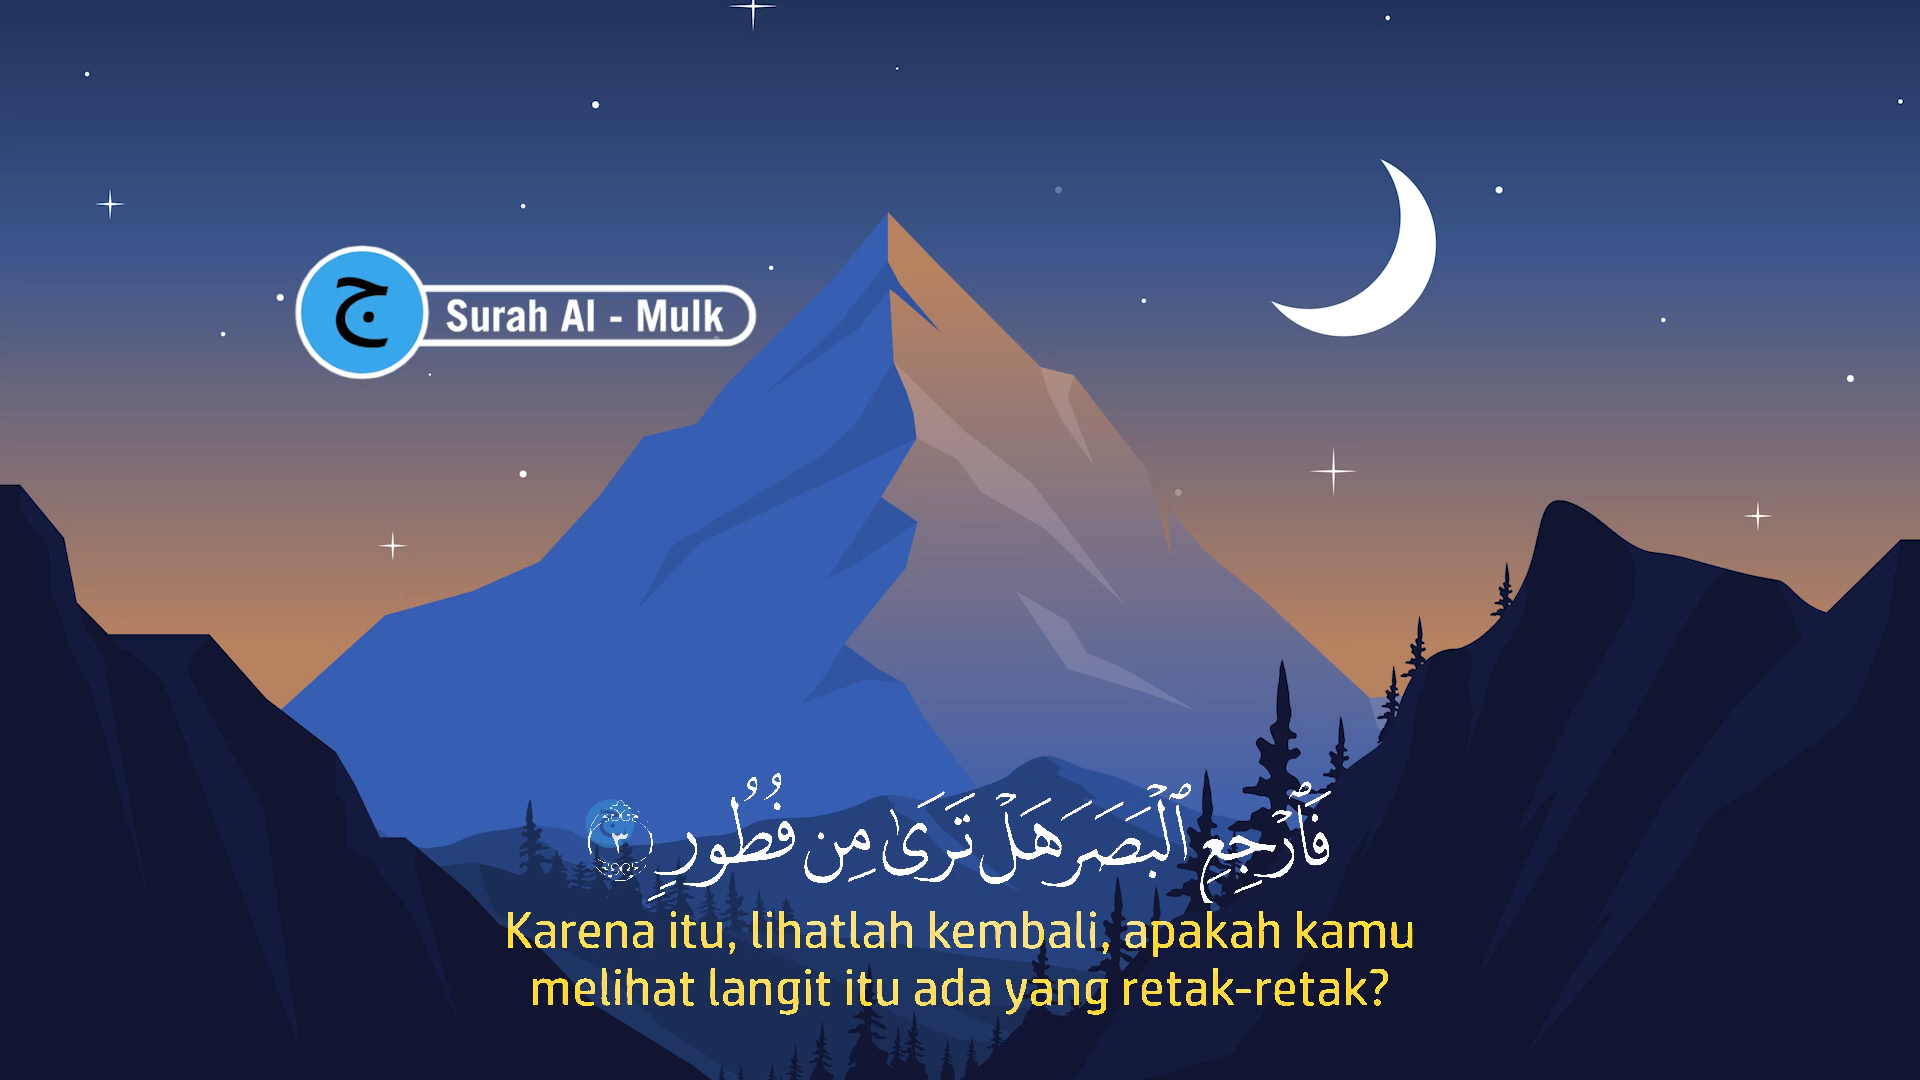 ج
Surah Al - Mulk
فَٱرْجِعِ ٱلْبَصَرَ هَلْ تَرَىٰ مِن فُطُورٍ ٣
Karena itu, lihatlah kembali, apakah kamu
melihat langit itu ada yang retak-retak?